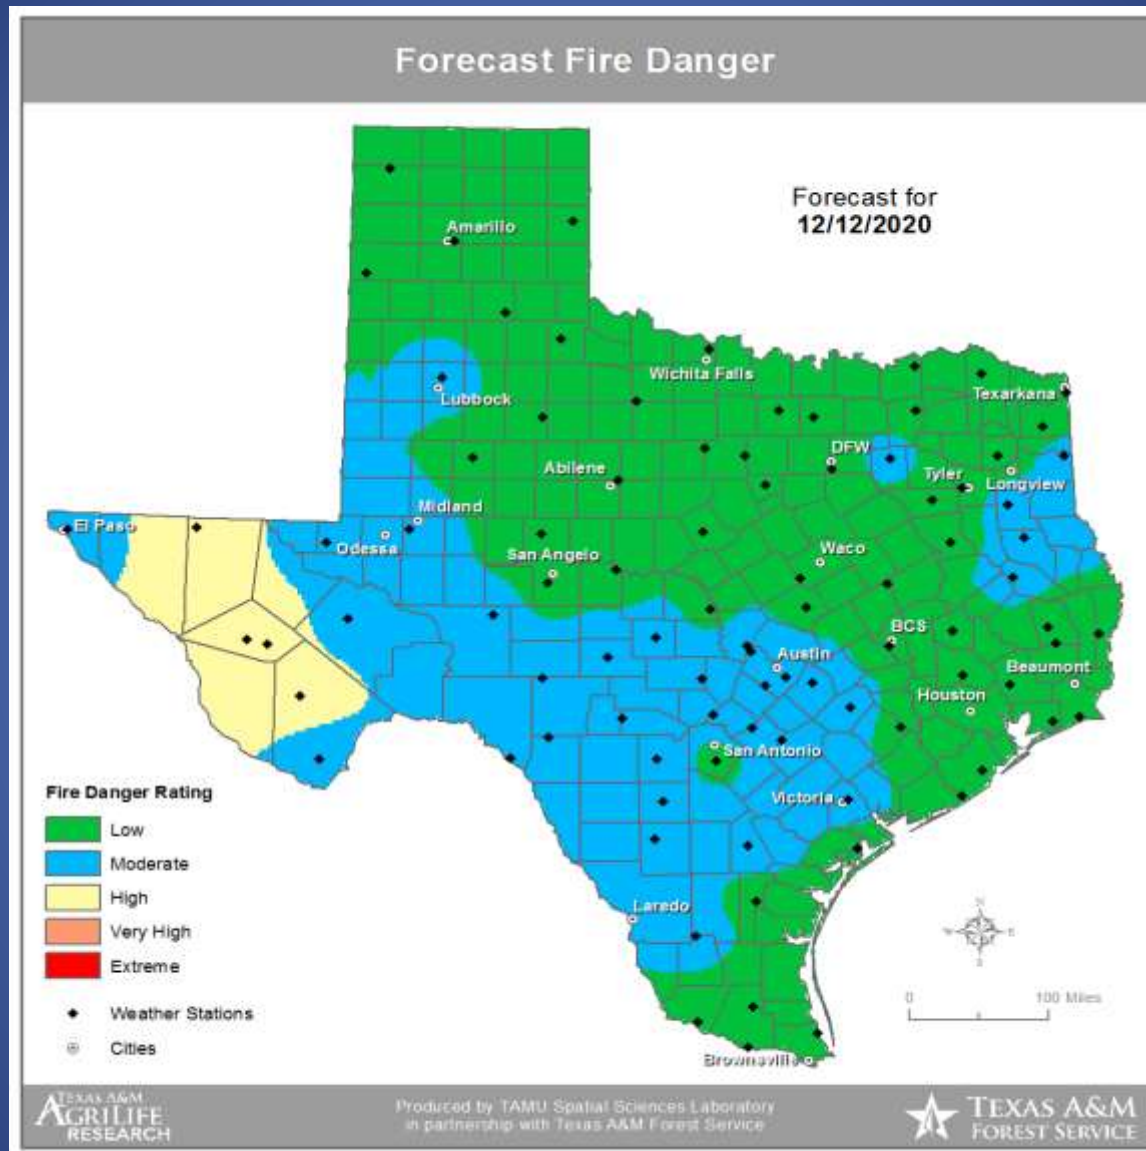 Forecast Fire Danger
Forecast for
12/12/2020
Amarillo
Wichita Falls
Lubbock
Texarkana
DFW
Abilene
Tyler
Longview
Midland
El Paso
Odessa
San Angelo
Waco
BCS
Austin
Beaumont
Houston
San Antonio
Victoria
Fire Danger Rating
Low
Moderate
High
Very High
Extreme
Laredo
N
W E
S
0 100 Miles
Weather Stations
Cities
Brownsville
TEXAS A&M
AGRILIFE
RESEARCH
Produced by TAMU Spatial Sciences Laboratory
in partnership with Texas A&M Forest Service
TEXAS A&M
FOREST SERVICE